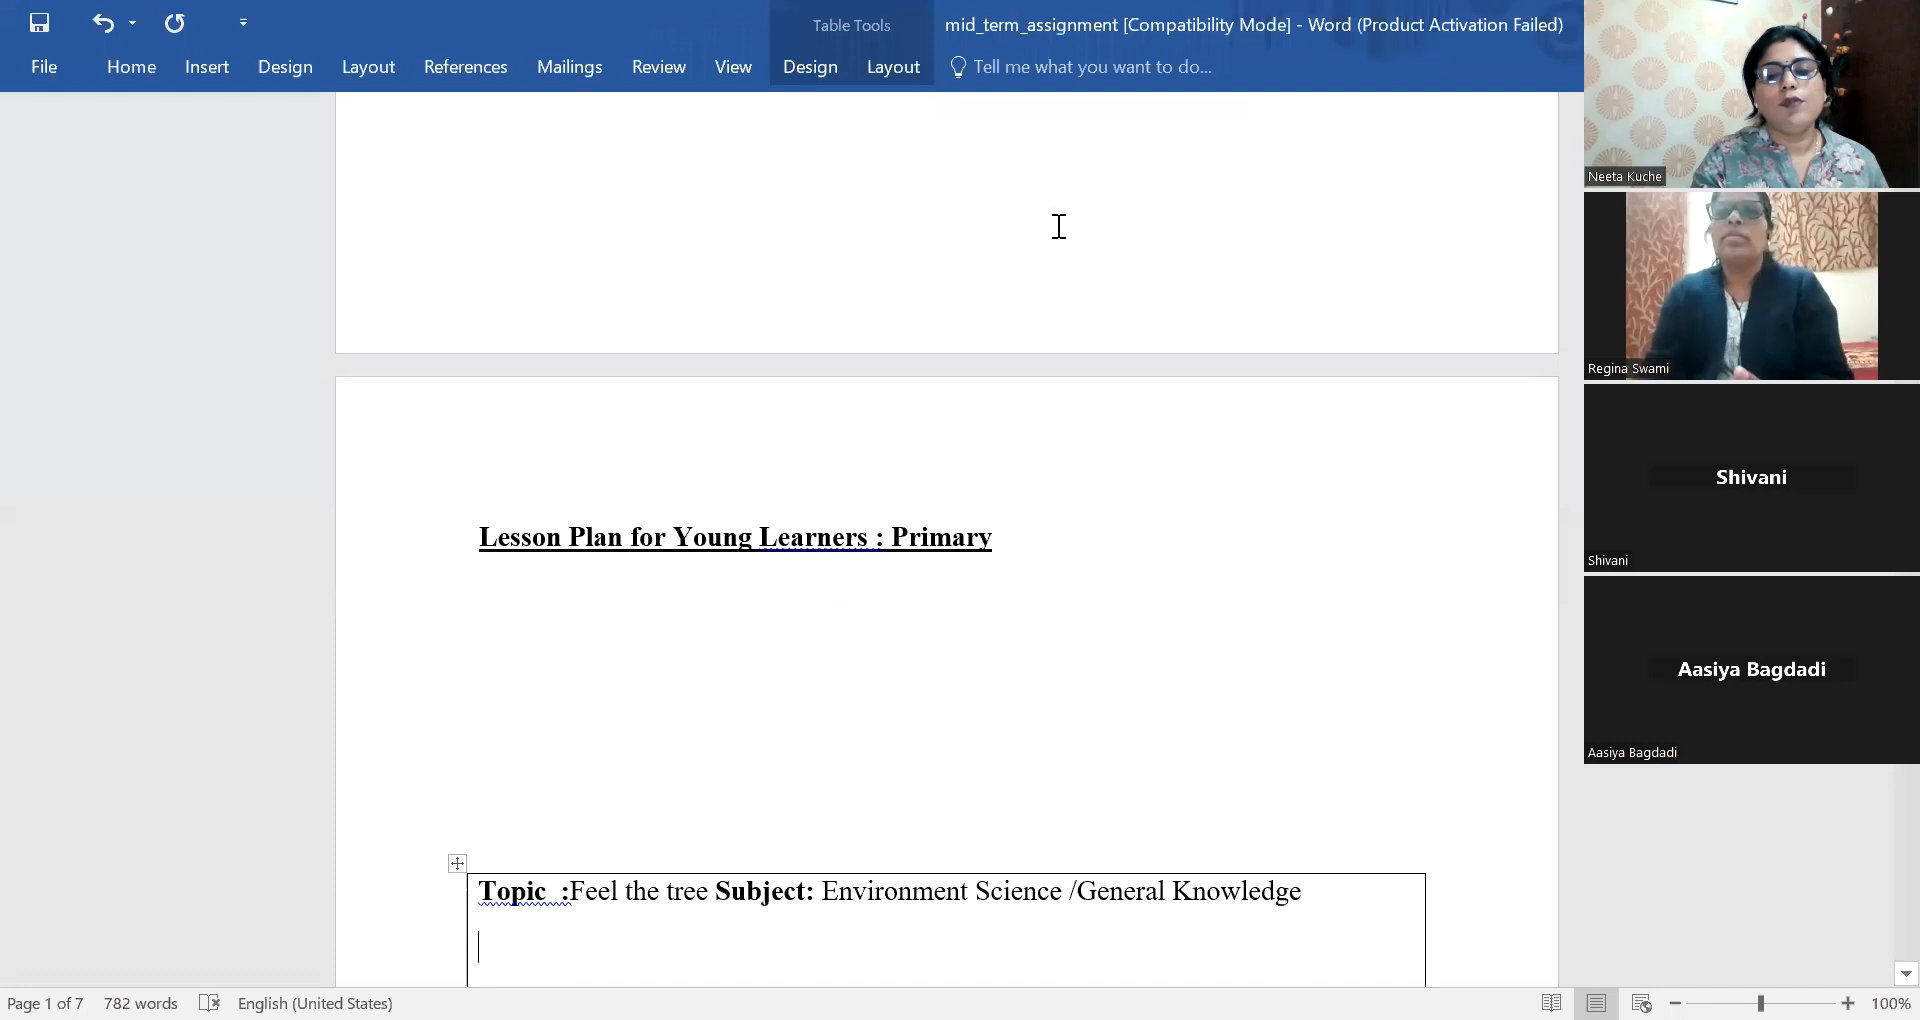 Table Tools
mid_term_assignment [Compatibility Mode] - Word (Product Activation Failed)
File Home Insert Design Layout References Mailings Review View Design Layout Tell me what you want to do...
Neeta Kuche
Regina Swami
Shivani
Shivani
Aasiya Bagdadi
Aasiya Bagdadi
Lesson Plan for Young Learners : Primary
Topic :Feel the tree Subject: Environment Science /General Knowledge
Page 1 of 7 782 words English (United States) 100%